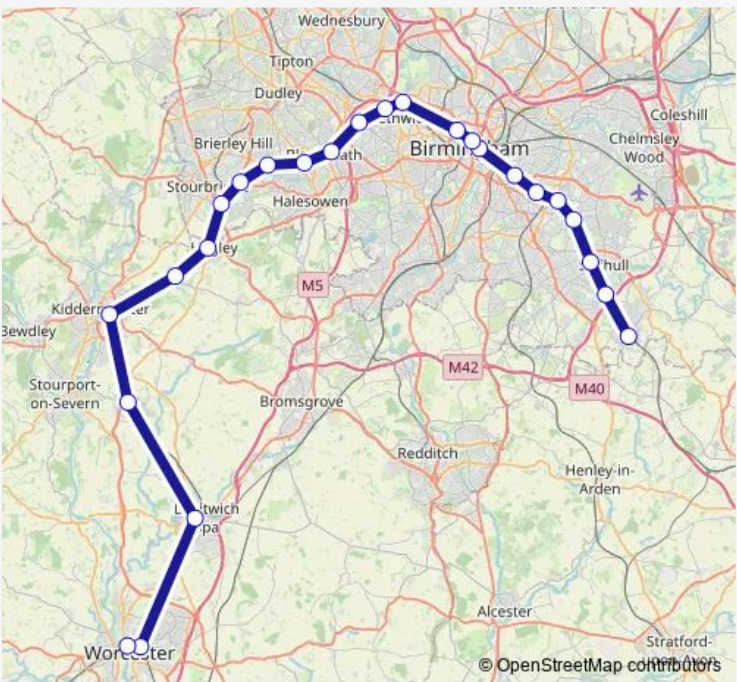 Wednesbury
Tipton
Dudley
Coleshill
Chelmsley
Wood
Brierley Hill
Birmingham
Halesowen
M5
Bewdley
Stourport-
on-Severn
M42
M40
Bromsgrove
Redditch
Henley-in-
Arden
Alcester
Worcester
Stratford-
© OpenStreetMap contributors